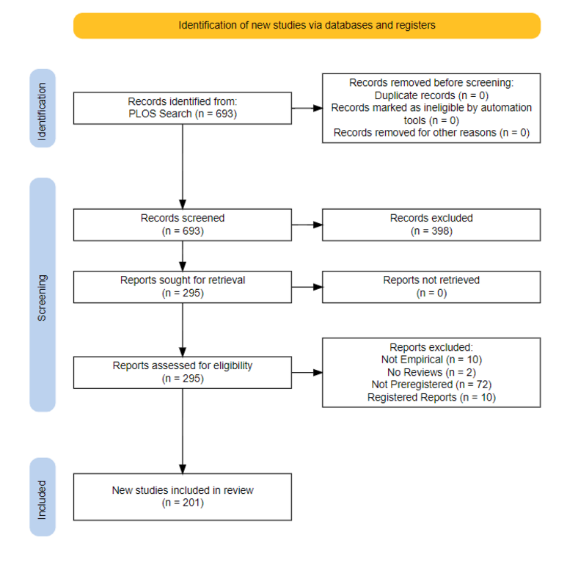 Identification of new studies via databases and registers
Identification
Records identified from:
PLOS Search (n = 693)
Records removed before screening:
Duplicate records (n = 0)
Records marked as ineligible by automation
tools (n = 0)
Records removed for other reasons (n = 0)
Screening
Records screened
(n = 693)
Records excluded
(n = 398)
Reports sought for retrieval
(n = 295)
Reports not retrieved
(n = 0)
Reports assessed for eligibility
(n = 295)
Reports excluded:
Not Empirical (n = 10)
No Reviews (n = 2)
Not Preregistered (n = 72)
Registered Reports (n = 10)
Included
New studies included in review
(n = 201)